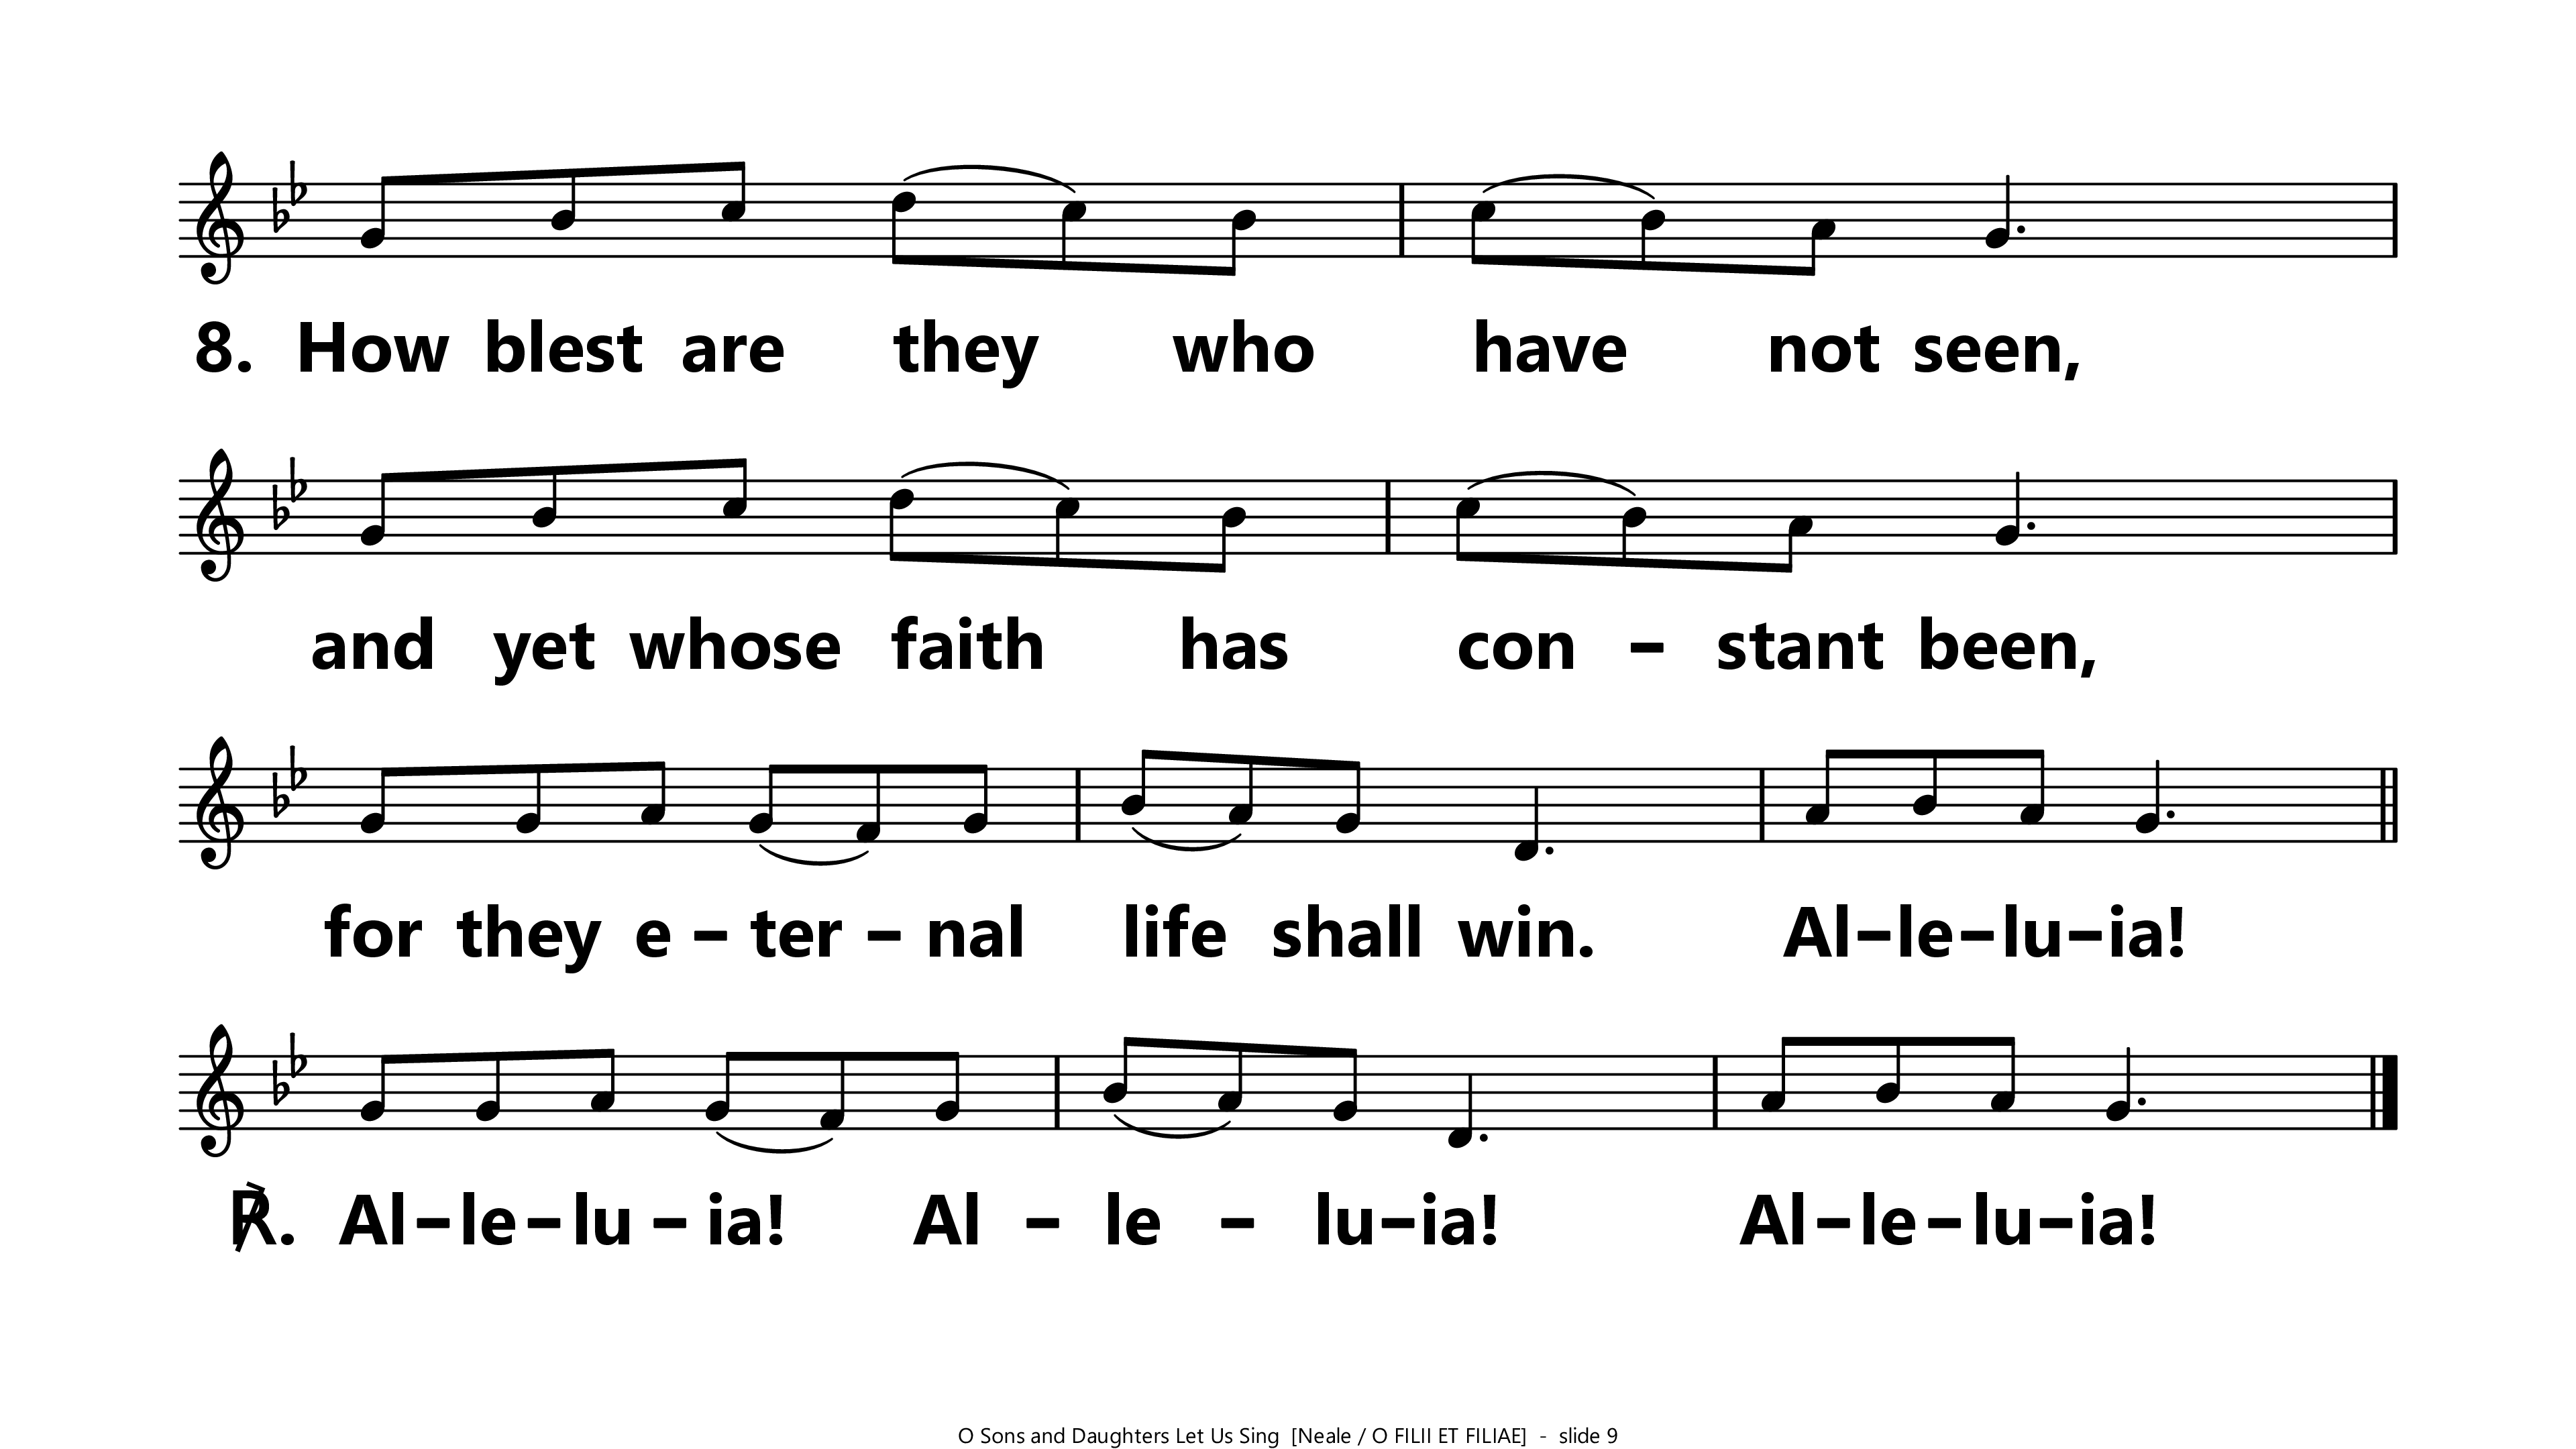 8. How blest are they who have not seen,
and yet whose faith has con – stant been,
for they e – ter – nal life shall win. Al–le–lu–ia!
℟. Al–le–lu – ia! Al – le – lu–ia! Al–le–lu–ia!
O Sons and Daughters Let Us Sing [Neale / O FILII ET FILIAE] - slide 9